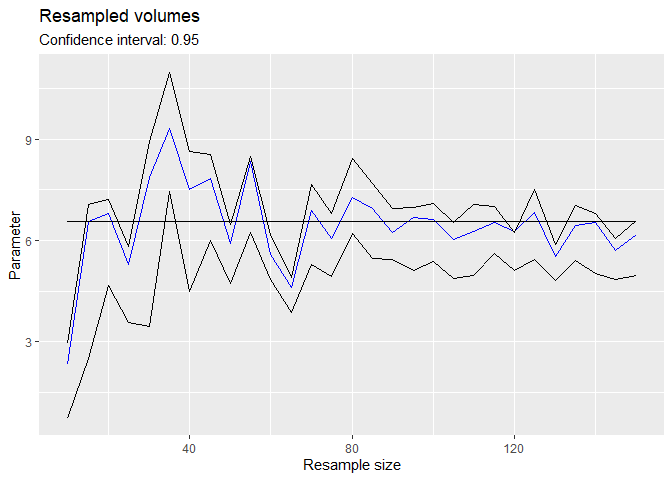 Resampled volumes
Confidence interval: 0.95
9
6
3
Parameter
40 80 120
Resample size